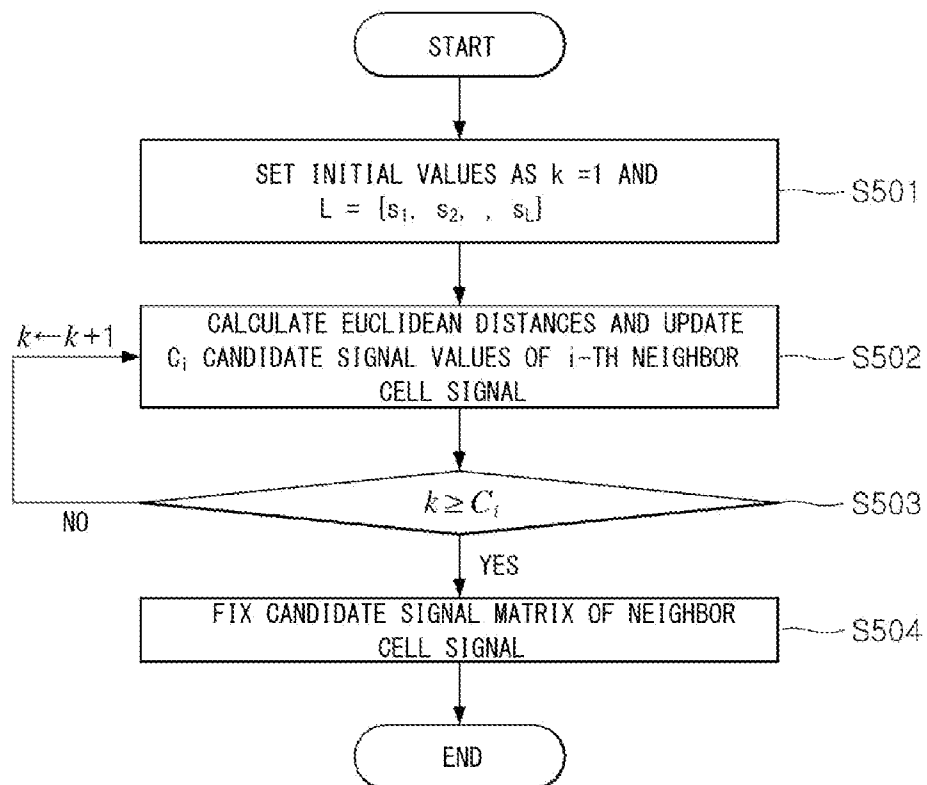 START
SET INITIAL VALUES AS k =1 AND
L = {s₁, s₂, , s_L}
S501
k←k+1
CALCULATE EUCLIDEAN DISTANCES AND UPDATE
Cᵢ CANDIDATE SIGNAL VALUES OF i-TH NEIGHBOR
CELL SIGNAL
S502
k ≥ Cᵢ
S503
NO
YES
FIX CANDIDATE SIGNAL MATRIX OF NEIGHBOR
CELL SIGNAL
S504
END